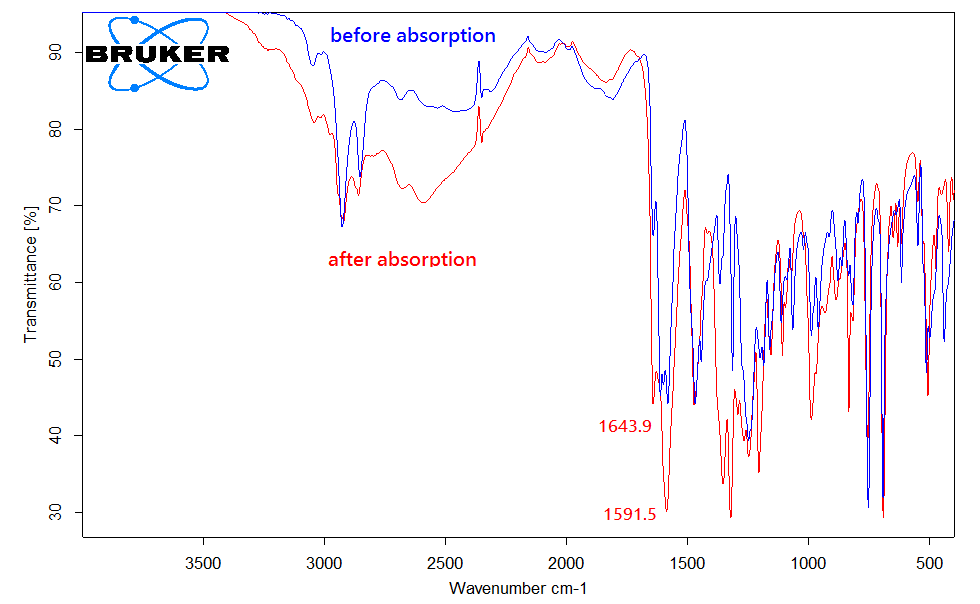 before absorption
BRUKER
after absorption
1643.9
1591.5
Transmittance [%]
90
80
70
60
50
40
30
3500 3000 2500 2000 1500 1000 500
Wavenumber cm-1